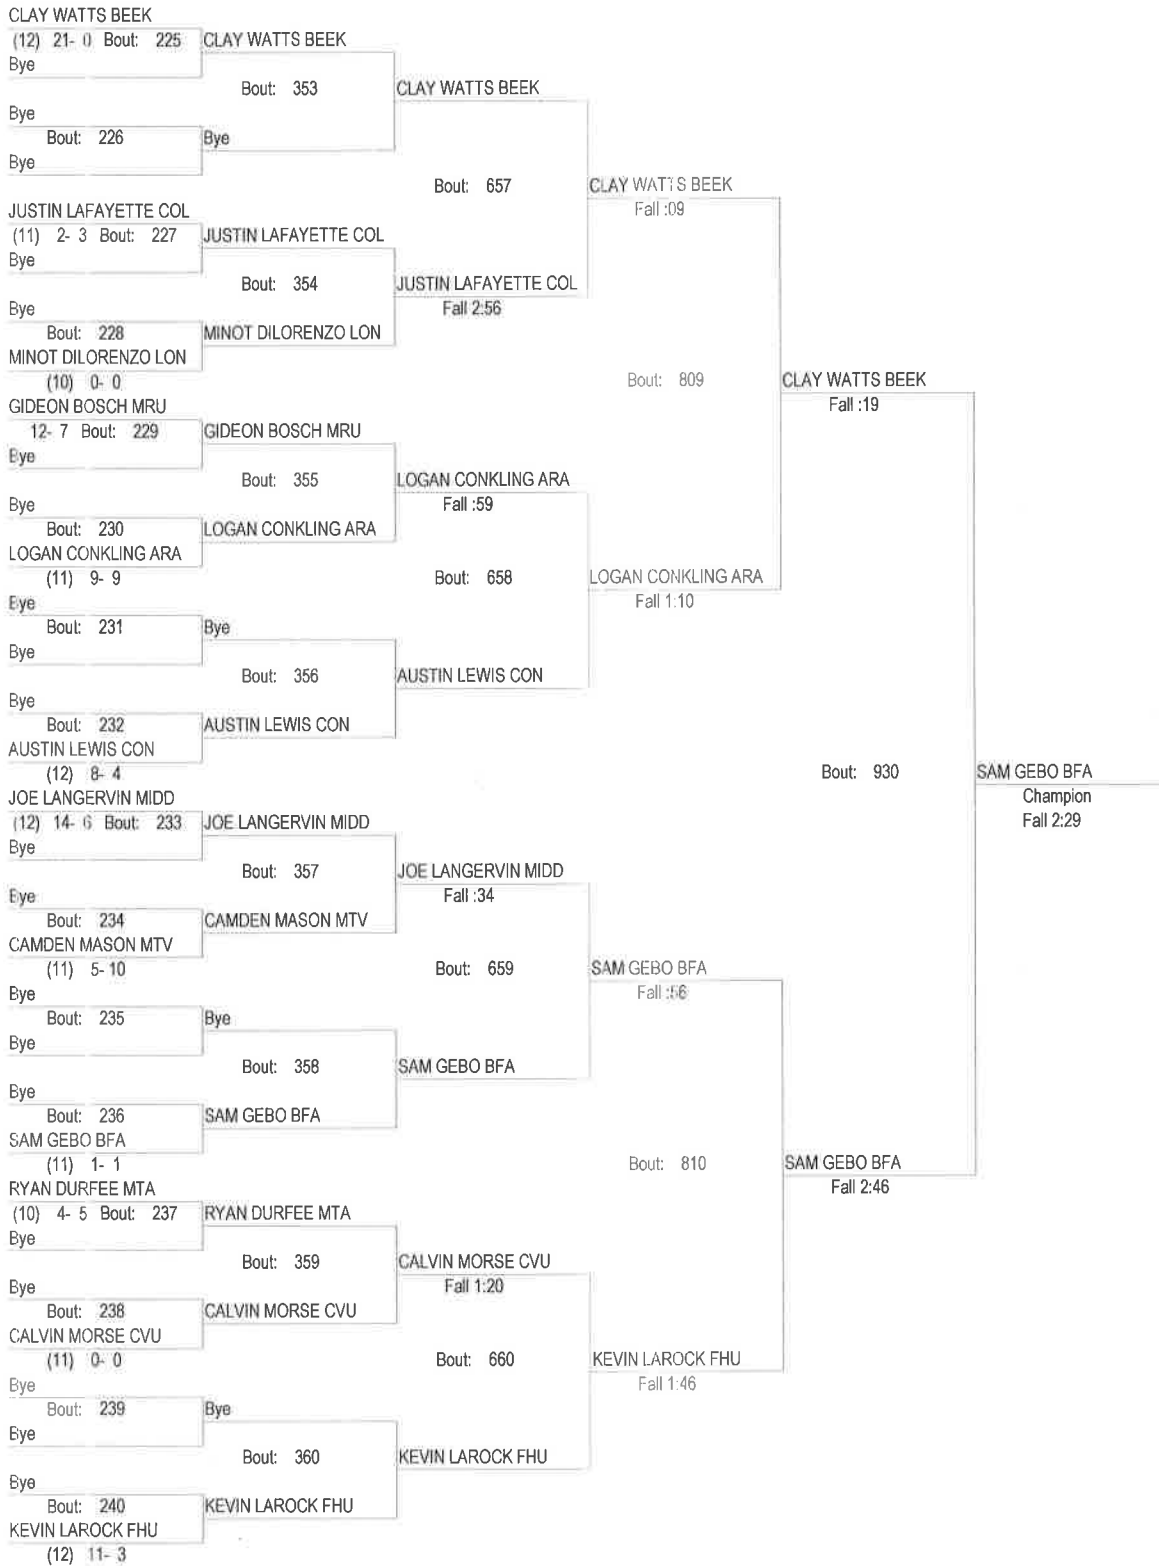 CLAY WATTS BEEK
(12) 21- 0 Bout: 225 CLAY WATTS BEEK
Bye
Bout: 353 CLAY WATTS BEEK
Bye
Bout: 226 Bye
Bye
Bout: 657 CLAY WATTS BEEK
Fall :09
JUSTIN LAFAYETTE COL
(11) 2- 3 Bout: 227 JUSTIN LAFAYETTE COL
Bye
Bout: 354 JUSTIN LAFAYETTE COL
Bye Fall 2:56
Bout: 228 MINOT DILORENZO LON
MINOT DILORENZO LON
(10) 0- 0
Bout: 809 CLAY WATTS BEEK
Fall :19
GIDEON BOSCH MRU
12- 7 Bout: 229 GIDEON BOSCH MRU
Bye
Bout: 355 LOGAN CONKLING ARA
Bye Fall :59
Bout: 230 LOGAN CONKLING ARA
LOGAN CONKLING ARA
(11) 9- 9
Bout: 658 LOGAN CONKLING ARA
Bye Fall 1:10
Bout: 231 Bye
Bye
Bout: 356 AUSTIN LEWIS CON
Bye
Bout: 232 AUSTIN LEWIS CON
AUSTIN LEWIS CON
(12) 8- 4
Bout: 930 SAM GEBO BFA
Champion
Fall 2:29
JOE LANGERVIN MIDD
(12) 14- 6 Bout: 233 JOE LANGERVIN MIDD
Bye
Bout: 357 JOE LANGERVIN MIDD
Bye Fall :34
Bout: 234 CAMDEN MASON MTV
CAMDEN MASON MTV
(11) 5- 10
Bout: 659 SAM GEBO BFA
Bye Fall :56
Bout: 235 Bye
Bye
Bout: 358 SAM GEBO BFA
Bye
Bout: 236 SAM GEBO BFA
SAM GEBO BFA
(11) 1- 1
Bout: 810 SAM GEBO BFA
Fall 2:46
RYAN DURFEE MTA
(10) 4- 5 Bout: 237 RYAN DURFEE MTA
Bye
Bout: 359 CALVIN MORSE CVU
Bye Fall 1:20
Bout: 238 CALVIN MORSE CVU
CALVIN MORSE CVU
(11) 0- 0
Bout: 660 KEVIN LAROCK FHU
Bye Fall 1:46
Bout: 239 Bye
Bye
Bout: 360 KEVIN LAROCK FHU
Bye
Bout: 240 KEVIN LAROCK FHU
KEVIN LAROCK FHU
(12) 11- 3